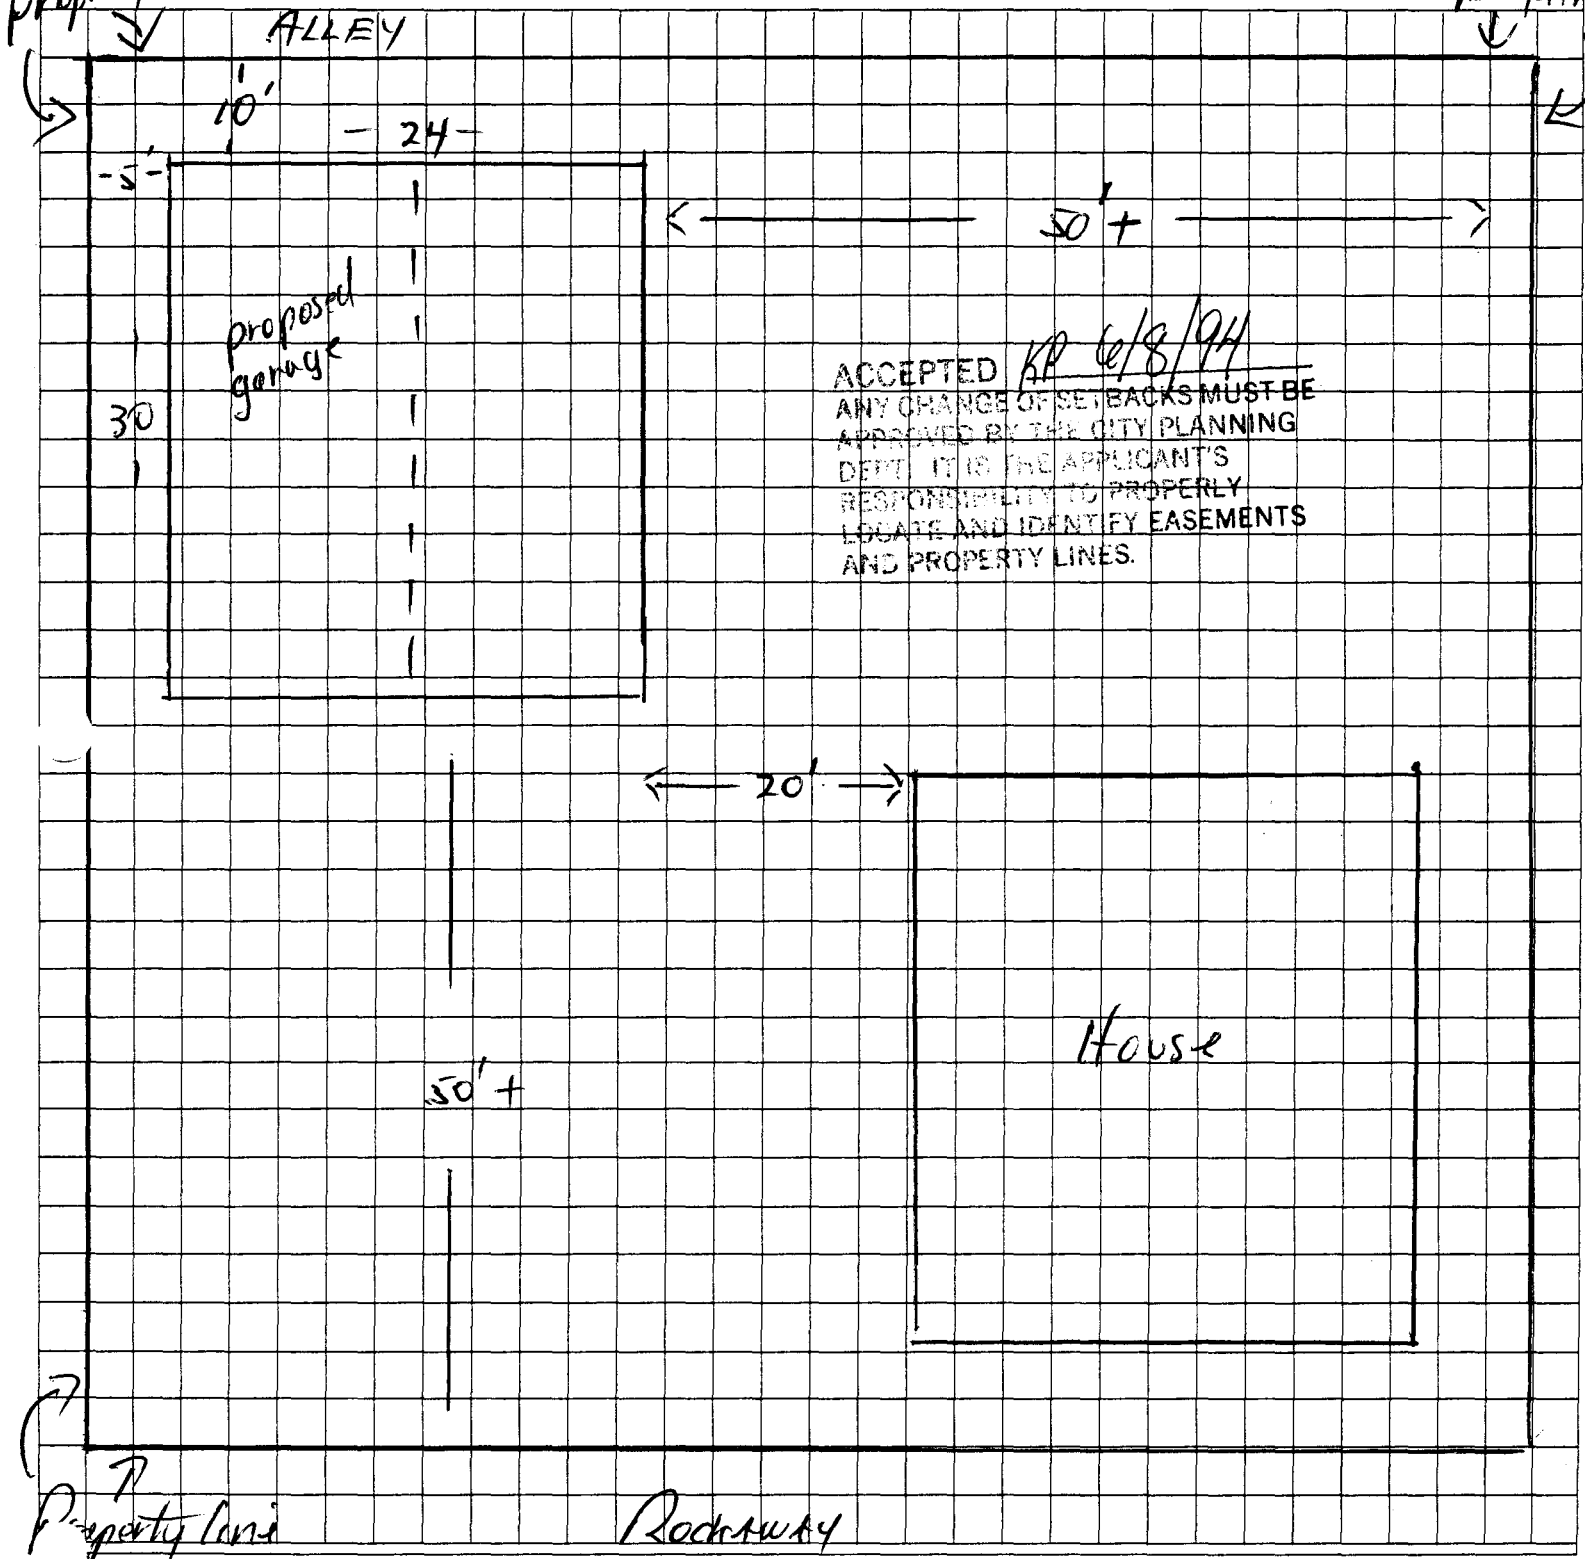 prop.
ALLEY
10'
- 24 -
-5'-
50'+
proposed
garage
30
ACCEPTED KP 6/8/94
ANY CHANGE OF SETBACKS MUST BE
APPROVED BY THE CITY PLANNING
DEPT. IT IS THE APPLICANT'S
RESPONSIBILITY TO PROPERLY
LOCATE AND IDENTIFY EASEMENTS
AND PROPERTY LINES.
20'
House
50'+
Property line
Rockaway